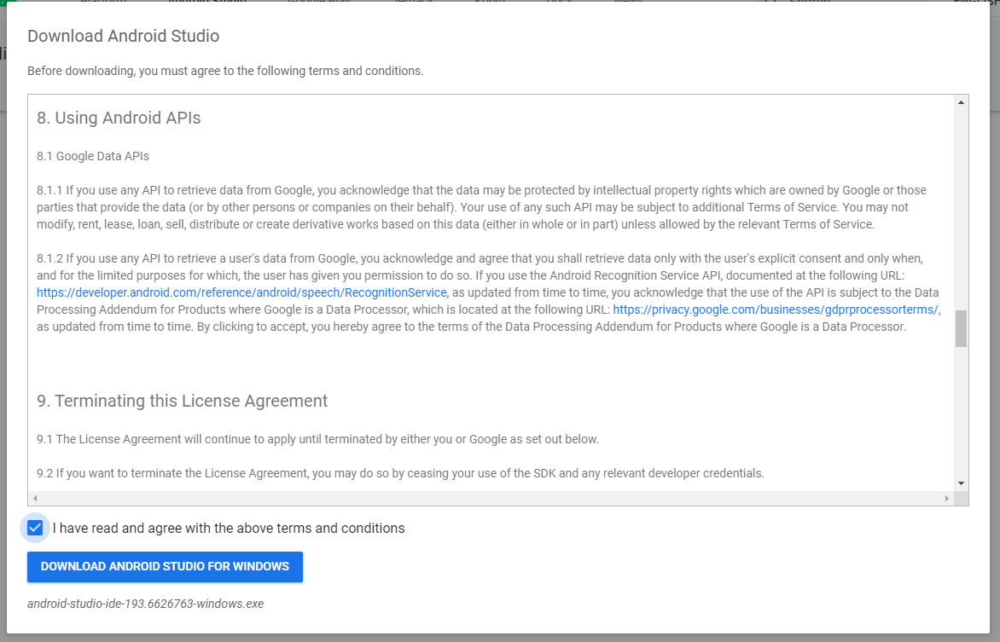 Download Android Studio
Before downloading, you must agree to the following terms and conditions.
8. Using Android APIs
8.1 Google Data APIs
8.1.1 If you use any API to retrieve data from Google, you acknowledge that the data may be protected by intellectual property rights which are owned by Google or those
parties that provide the data (or by other persons or companies on their behalf). Your use of any such API may be subject to additional Terms of Service. You may not
modify, rent, lease, loan, sell, distribute or create derivative works based on this data (either in whole or in part) unless allowed by the relevant Terms of Service.
8.1.2 If you use any API to retrieve a user's data from Google, you acknowledge and agree that you shall retrieve data only with the user's explicit consent and only when,
and for the limited purposes for which, the user has given you permission to do so. If you use the Android Recognition Service API, documented at the following URL:
https://developer.android.com/reference/android/speech/RecognitionService, as updated from time to time, you acknowledge that the use of the API is subject to the Data
Processing Addendum for Products where Google is a Data Processor, which is located at the following URL: https://privacy.google.com/businesses/gdprprocessorterms/,
as updated from time to time. By clicking to accept, you hereby agree to the terms of the Data Processing Addendum for Products where Google is a Data Processor.
9. Terminating this License Agreement
9.1 The License Agreement will continue to apply until terminated by either you or Google as set out below.
9.2 If you want to terminate the License Agreement, you may do so by ceasing your use of the SDK and any relevant developer credentials.
I have read and agree with the above terms and conditions
DOWNLOAD ANDROID STUDIO FOR WINDOWS
android-studio-ide-193.6626763-windows.exe